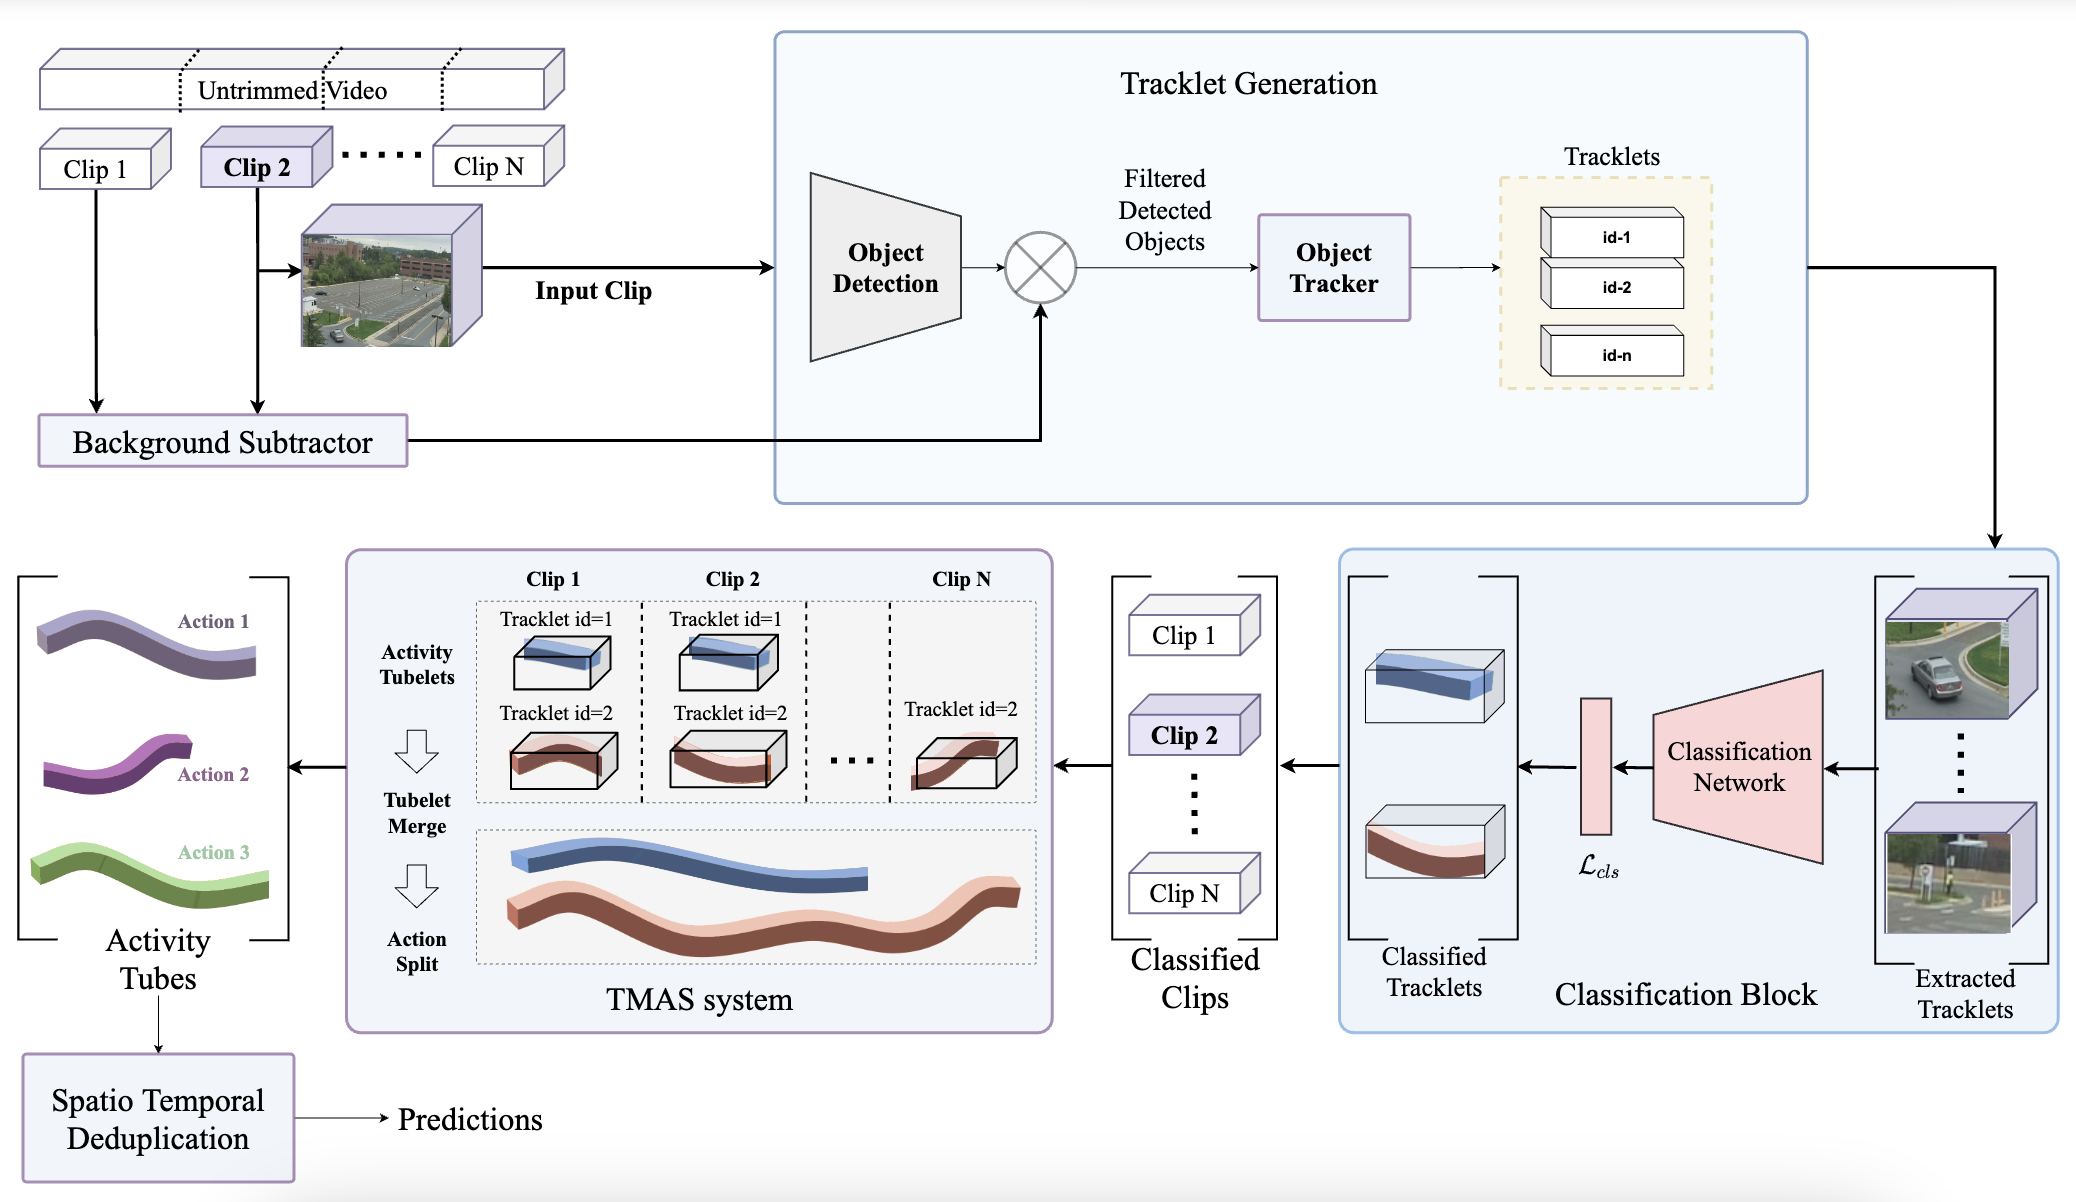 Untrimmed Video
Clip 1
Clip 2
Clip N
Input Clip
Background Subtractor
Tracklet Generation
Object
Detection
Filtered
Detected
Objects
Object
Tracker
Tracklets
id-1
id-2
id-n
Extracted
Tracklets
Classification
Network
ℒcls
Classified
Tracklets
Classification Block
Clip 1
Clip 2
Clip N
Classified
Clips
Clip 1
Clip 2
Clip N
Activity
Tubelets
Tracklet id=1
Tracklet id=1
Tracklet id=2
Tracklet id=2
Tracklet id=2
Tubelet
Merge
Action
Split
TMAS system
Action 1
Action 2
Action 3
Activity
Tubes
Spatio Temporal
Deduplication
Predictions